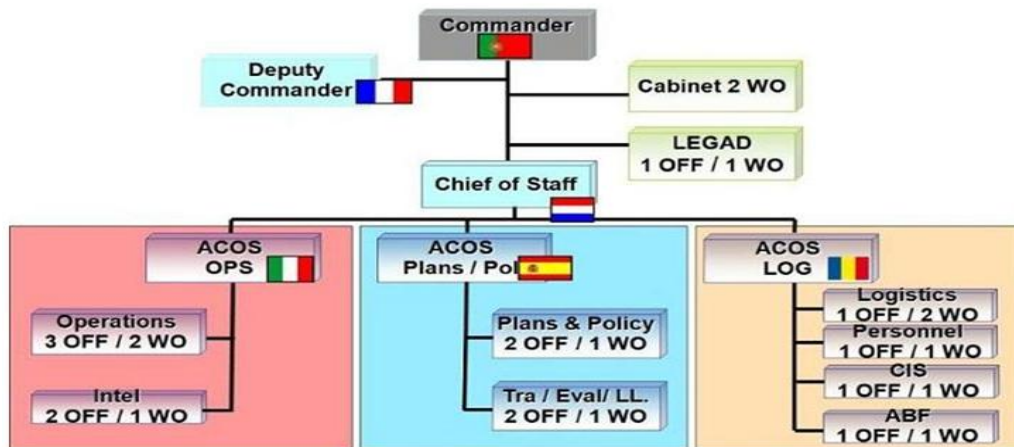 Commander
Deputy
Commander
Cabinet 2 WO
LEGAD
1 OFF / 1 WO
Chief of Staff
ACOS
OPS
Operations
3 OFF / 2 WO
Intel
2 OFF / 1 WO
ACOS
Plans / Pol
Plans & Policy
2 OFF / 1 WO
Tra / Eval/ LL.
2 OFF / 1 WO
ACOS
LOG
Logistics
1 OFF / 2 WO
Personnel
1 OFF / 1 WO
CIS
1 OFF / 1 WO
ABF
1 OFF / 1 WO